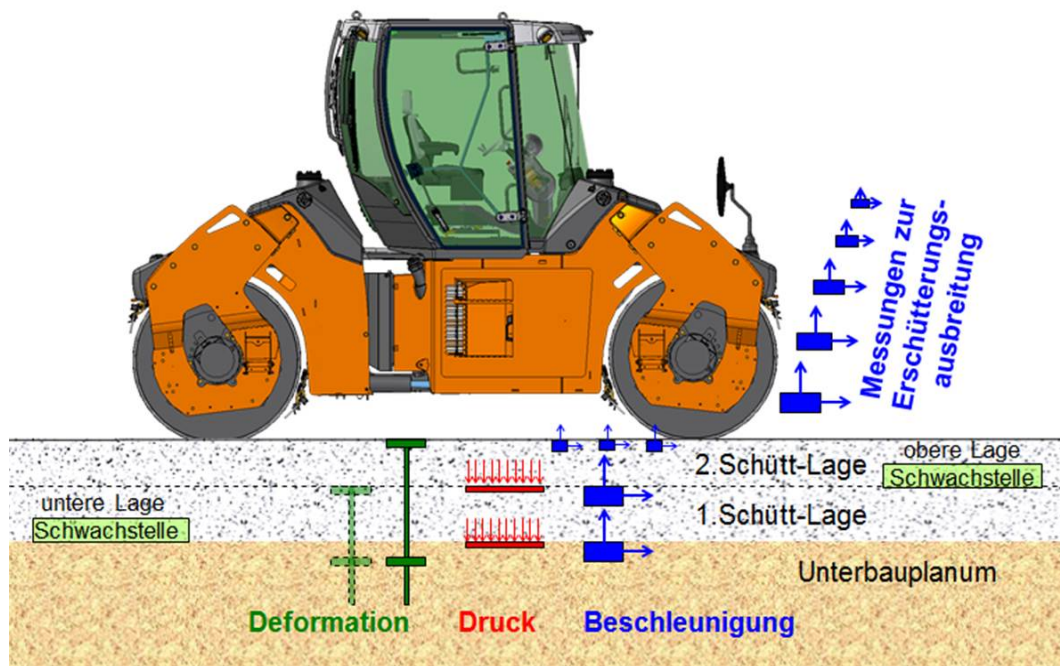 Messungen zur
Erschütterungs-
ausbreitung
2.Schütt-Lage
obere Lage
Schwachstelle
untere Lage
Schwachstelle
1.Schütt-Lage
Unterbauplanum
Deformation
Druck
Beschleunigung